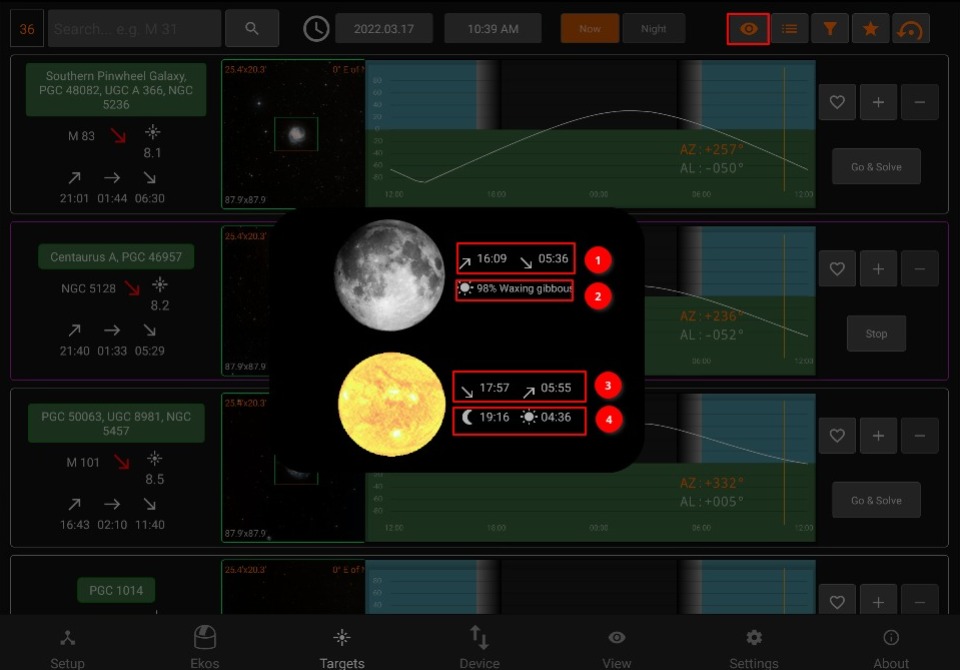 36
Search... e.g. M 31
2022.03.17
10:39 AM
Now
Night
Southern Pinwheel Galaxy,
PGC 48082, UGC A 366, NGC
5236
M 83
8.1
21:01 01:44 06:30
25.4'x20.3'
0° E of N
87.9'x87.9
80
60
40
20
0
-20
-40
-60
-80
12:00
18:00
00:00
06:00
12:00
AZ : +257°
AL : -050°
Go & Solve
Centaurus A, PGC 46957
NGC 5128
8.2
21:40 01:33 05:29
25.4'x20.3'
87.9'x87.9
AZ : +236°
AL : -052°
06:00
12:00
Stop
16:09 05:36
1
98% Waxing gibbous
2
17:57 05:55
3
19:16 04:36
4
PGC 50063, UGC 8981, NGC
5457
M 101
8.5
16:43 02:10 11:40
87.9'x87.9
-20
-40
-60
12:00
18:00
00:00
06:00
12:00
AZ : +332°
AL : +005°
Go & Solve
PGC 1014
25.4'x20.3'
0° E of N
80
60
40
Setup
Ekos
Targets
Device
View
Settings
About